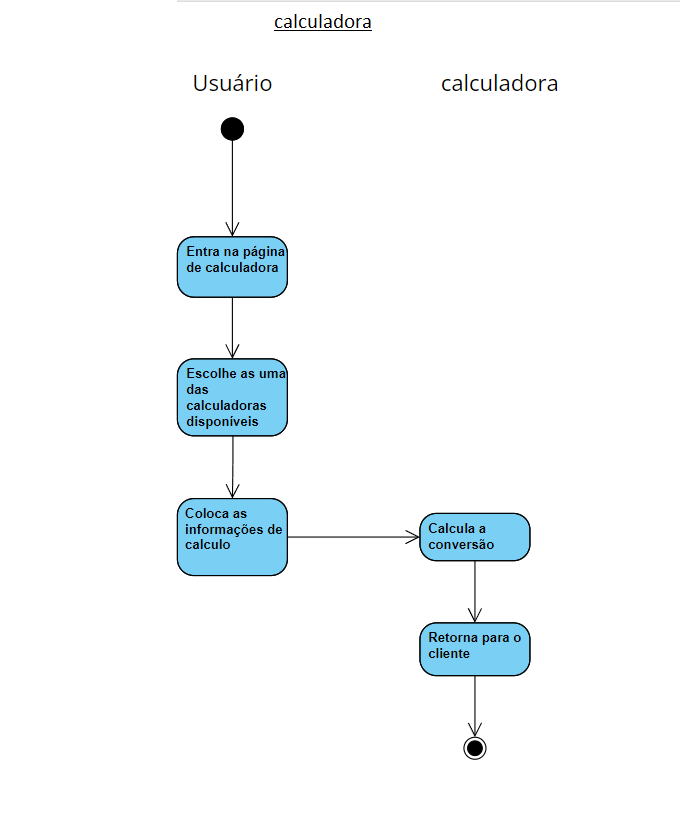 calculadora
Usuário
calculadora
Entra na página
de calculadora
Escolhe as uma
das
calculadoras
disponíveis
Coloca as
informações de
calculo
Calcula a
conversão
Retorna para o
cliente